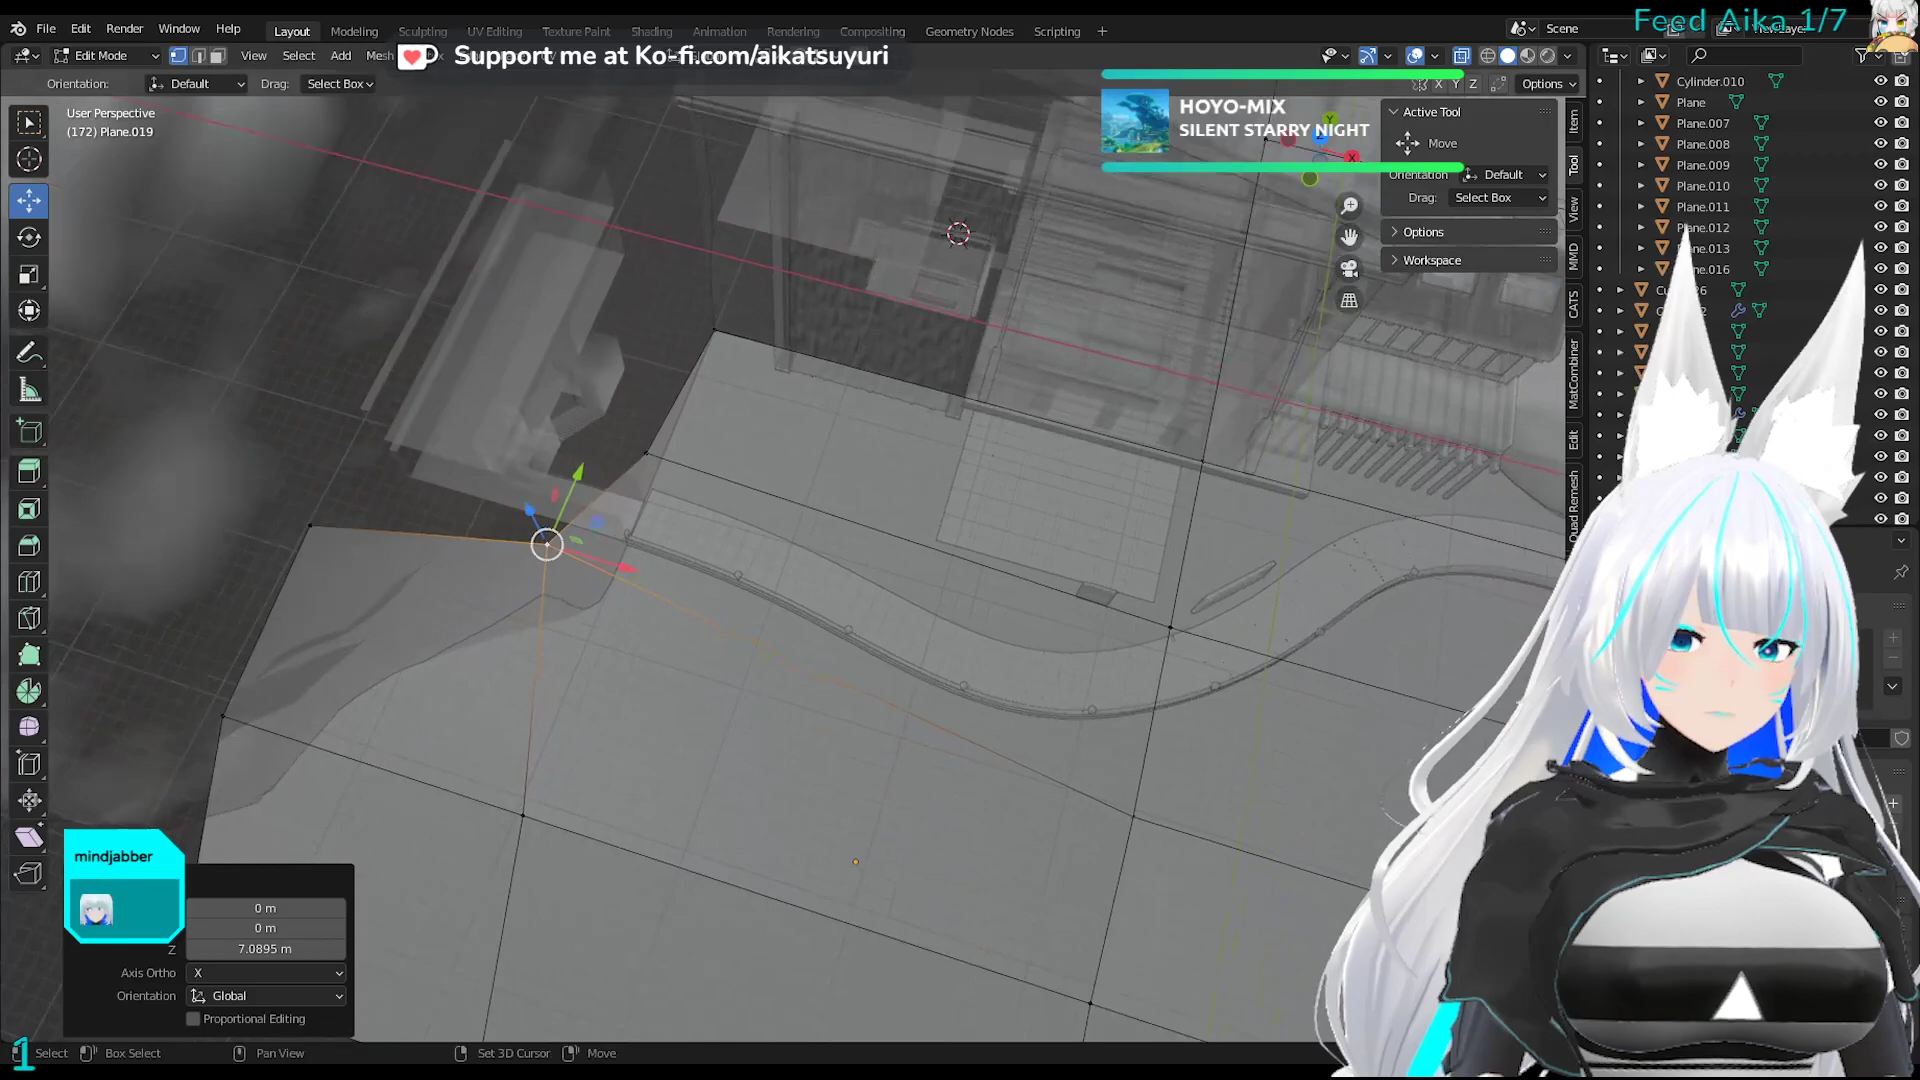 File Edit Render Window Help
Layout Modeling Sculpting UV Editing Texture Paint Shading Animation Rendering Compositing Geometry Nodes Scripting
Scene
Feed Aika 1/7
Edit Mode View Select Add Mesh
Support me at Ko-fi.com/aikatsuyuri
Orientation: Default Drag: Select Box
X Y Z Options
User Perspective
(172) Plane.019
HOYO-MIX
SILENT STARRY NIGHT
Active Tool
Move
Orientation Default
Drag: Select Box
Options
Workspace
Item
Tool
View
MMD
CATS
MatCombiner
Edit
Quad Remesh
Cylinder.010
Plane
Plane.007
Plane.008
Plane.009
Plane.010
Plane.011
Plane.012
Plane.013
mindjabber
0 m
0 m
Z 7.0895 m
Axis Ortho X
Orientation Global
Proportional Editing
1
Select Box Select Pan View Set 3D Cursor Move